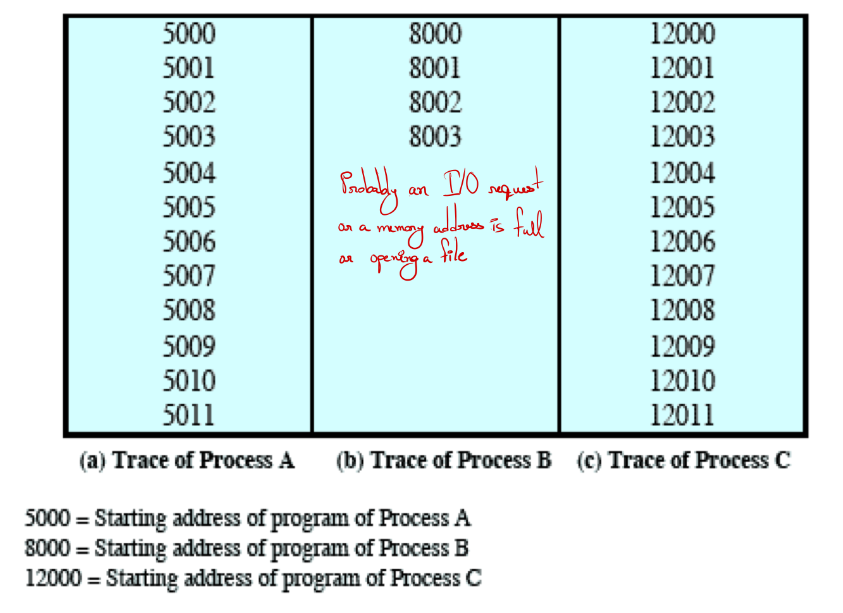 5000 8000 12000
5001 8001 12001
5002 8002 12002
5003 8003 12003
5004 12004
5005 12005
5006 12006
5007 12007
5008 12008
5009 12009
5010 12010
5011 12011
Probably an I/O request
or a memory address is full
or opening a file
(a) Trace of Process A (b) Trace of Process B (c) Trace of Process C
5000 = Starting address of program of Process A
8000 = Starting address of program of Process B
12000 = Starting address of program of Process C